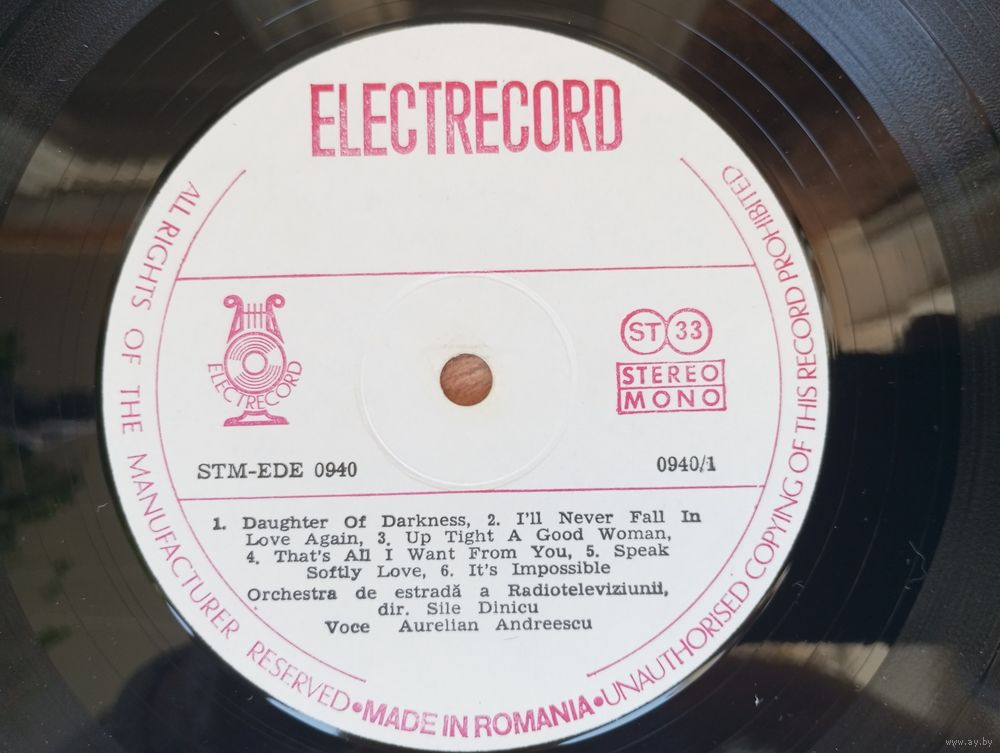 ELECTRECORD
ALL RIGHTS OF THE MANUFACTURER RESERVED • MADE IN ROMANIA • UNAUTHORISED COPYING OF THIS RECORD PROHIBITED
ELECTRECORD
ST 33
STEREO
MONO
STM-EDE 0940
0940/1
1. Daughter Of Darkness, 2. I'll Never Fall In
Love Again, 3. Up Tight A Good Woman,
4. That's All I Want From You, 5. Speak
Softly Love, 6. It's Impossible
Orchestra de estradă a Radioteleviziunii,
dir. Sile Dinicu
Voce Aurelian Andreescu
www.ay.by